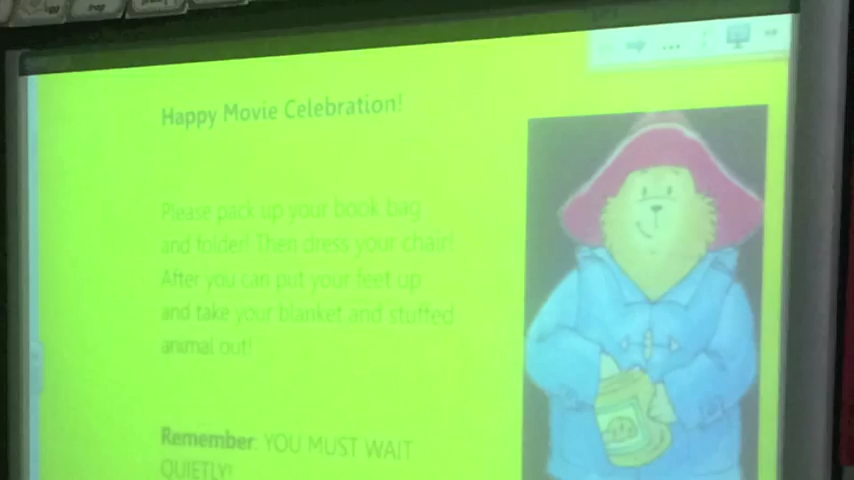 Happy Movie Celebration!
Please pack up your book bag
and folder! Then dress your chair!
After you can put your feet up
and take your blanket and stuffed
animal out!
Remember: YOU MUST WAIT
QUIETLY!